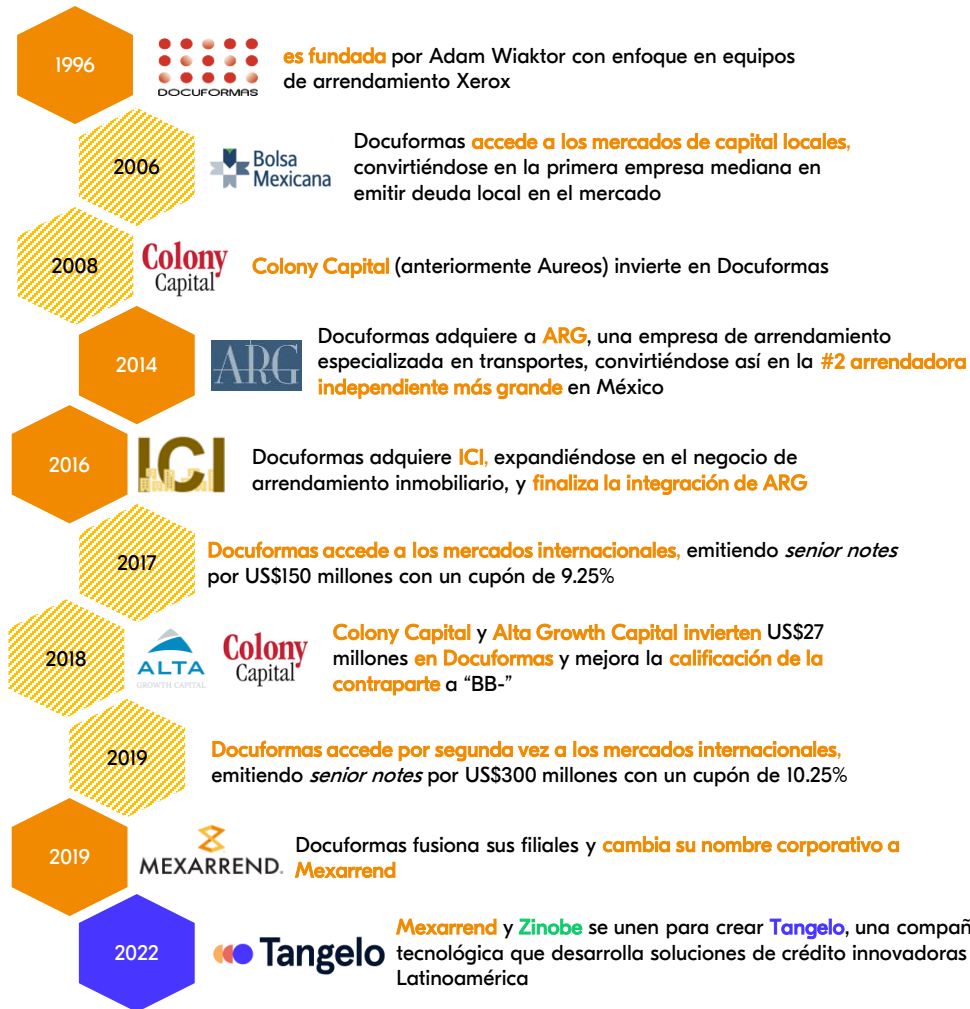 1996
DOCUFORMAS
es fundada por Adam Wiaktor con enfoque en equipos
de arrendamiento Xerox
2006
Bolsa
Mexicana
Docuformas accede a los mercados de capital locales,
convirtiéndose en la primera empresa mediana en
emitir deuda local en el mercado
2008
Colony
Capital
Colony Capital (anteriormente Aureos) invierte en Docuformas
2014
ARG
Docuformas adquiere a ARG, una empresa de arrendamiento
especializada en transportes, convirtiéndose así en la #2 arrendadora
independiente más grande en México
2016
ICI
Docuformas adquiere ICI, expandiéndose en el negocio de
arrendamiento inmobiliario, y finaliza la integración de ARG
2017
Docuformas accede a los mercados internacionales, emitiendo senior notes
por US$150 millones con un cupón de 9.25%
2018
ALTA
GROWTH CAPITAL
Colony
Capital
Colony Capital y Alta Growth Capital invierten US$27
millones en Docuformas y mejora la calificación de la
contraparte a “BB-”
2019
Docuformas accede por segunda vez a los mercados internacionales,
emitiendo senior notes por US$300 millones con un cupón de 10.25%
2019
MEXARREND.
Docuformas fusiona sus filiales y cambia su nombre corporativo a
Mexarrend
2022
Tangelo
Mexarrend y Zinobe se unen para crear Tangelo, una compañ
tecnológica que desarrolla soluciones de crédito innovadoras
Latinoamérica